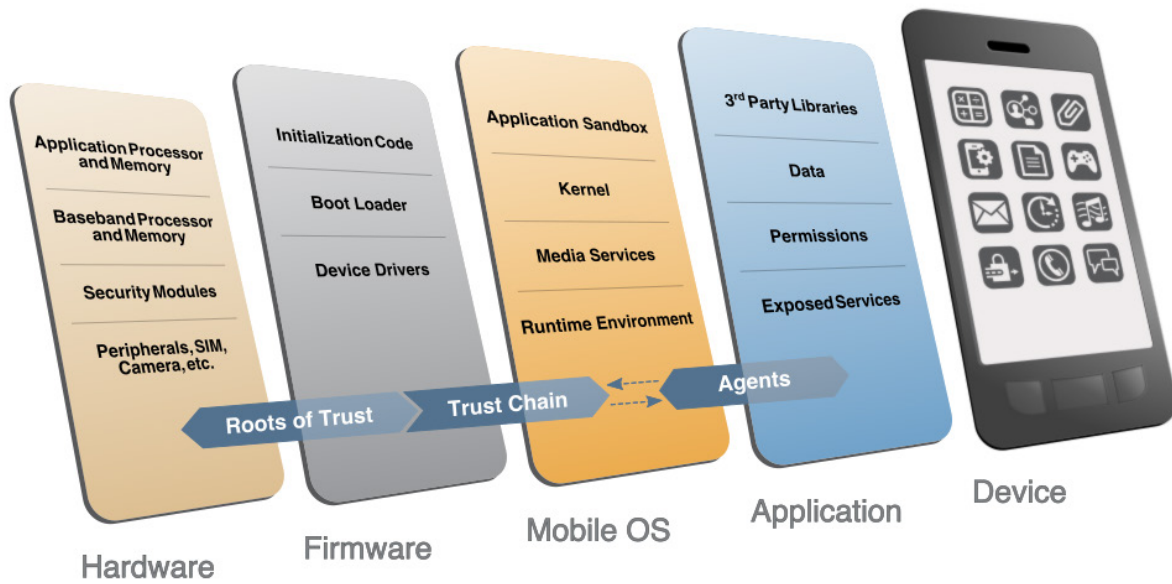 Application Processor
and Memory
Baseband Processor
and Memory
Security Modules
Peripherals, SIM,
Camera, etc.
Initialization Code
Boot Loader
Device Drivers
Application Sandbox
Kernel
Media Services
Runtime Environment
3rd Party Libraries
Data
Permissions
Exposed Services
Roots of Trust
Trust Chain
Agents
Hardware
Firmware
Mobile OS
Application
Device